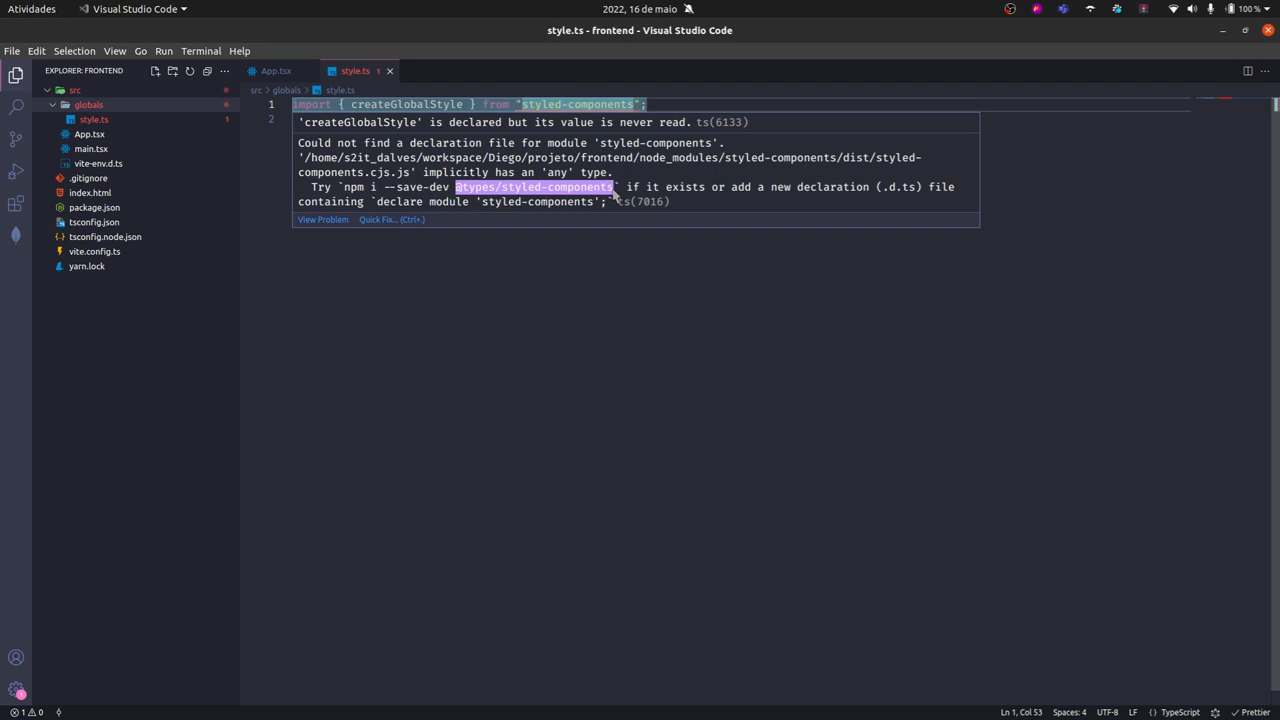 Atividades
Visual Studio Code
2022, 16 de maio
100 %
style.ts - frontend - Visual Studio Code
File Edit Selection View Go Run Terminal Help
EXPLORER: FRONTEND
App.tsx
style.ts 1
src
src globals style.ts
globals
1 import { createGlobalStyle } from "styled-components";
style.ts 1
2
'createGlobalStyle' is declared but its value is never read. ts(6133)
App.tsx
Could not find a declaration file for module 'styled-components'.
main.tsx
'/home/s2it_dalves/workspace/Diego/projeto/frontend/node_modules/styled-components/dist/styled-
vite-env.d.ts
components.cjs.js' implicitly has an 'any' type.
.gitignore
Try `npm i --save-dev @types/styled-components` if it exists or add a new declaration (.d.ts) file
index.html
containing `declare module 'styled-components';` ts(7016)
package.json
View Problem Quick Fix... (Ctrl+.)
tsconfig.json
tsconfig.node.json
vite.config.ts
yarn.lock
1
1 0
Ln 1, Col 53 Spaces: 4 UTF-8 LF { } TypeScript Prettier